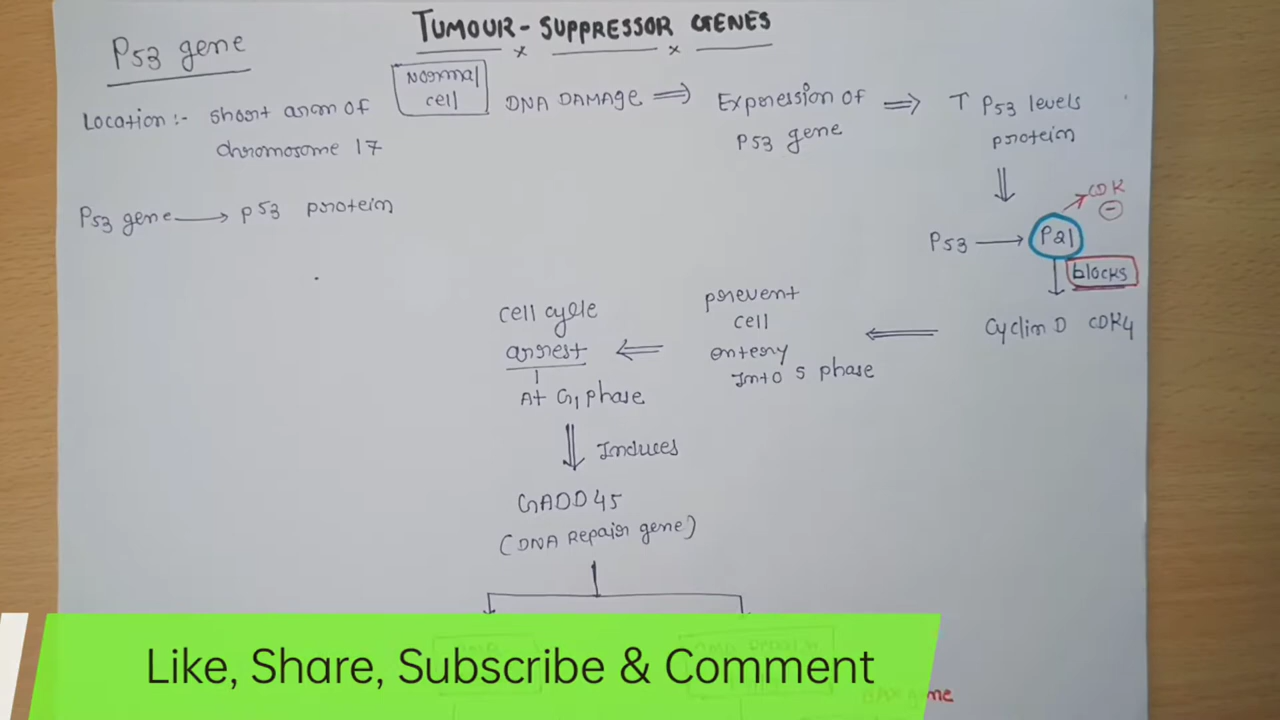 TUMOUR-SUPPRESSOR GENES
P53 gene
Normal
cell
Location:- short arm of
chromosome 17
DNA DAMAGE ⇒
Expression of
P53 gene
⇒ ↑ P53 levels
protein
P53 gene → p53 protein
CDK
P53 → P21
blocks
Cyclin D CDK4
prevent
cell
entery
Into S phase
cell cycle
arrest
At G1 phase
Induces
GADD45
(DNA Repair gene)
Like, Share, Subscribe & Comment